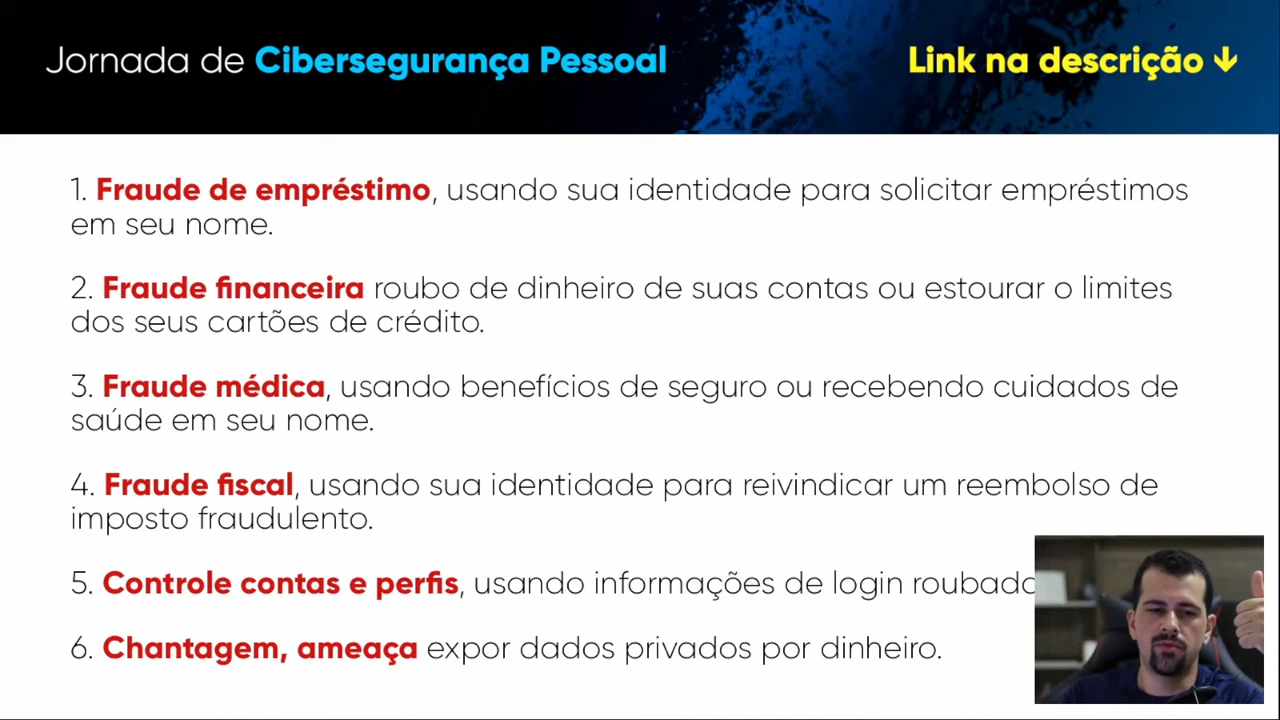 Jornada de Cibersegurança Pessoal
Link na descrição ↓
1. Fraude de empréstimo, usando sua identidade para solicitar empréstimos
em seu nome.
2. Fraude financeira roubo de dinheiro de suas contas ou estourar o limites
dos seus cartões de crédito.
3. Fraude médica, usando benefícios de seguro ou recebendo cuidados de
saúde em seu nome.
4. Fraude fiscal, usando sua identidade para reivindicar um reembolso de
imposto fraudulento.
5. Controle contas e perfis, usando informações de login
6. Chantagem, ameaça expor dados privados por dinheiro.